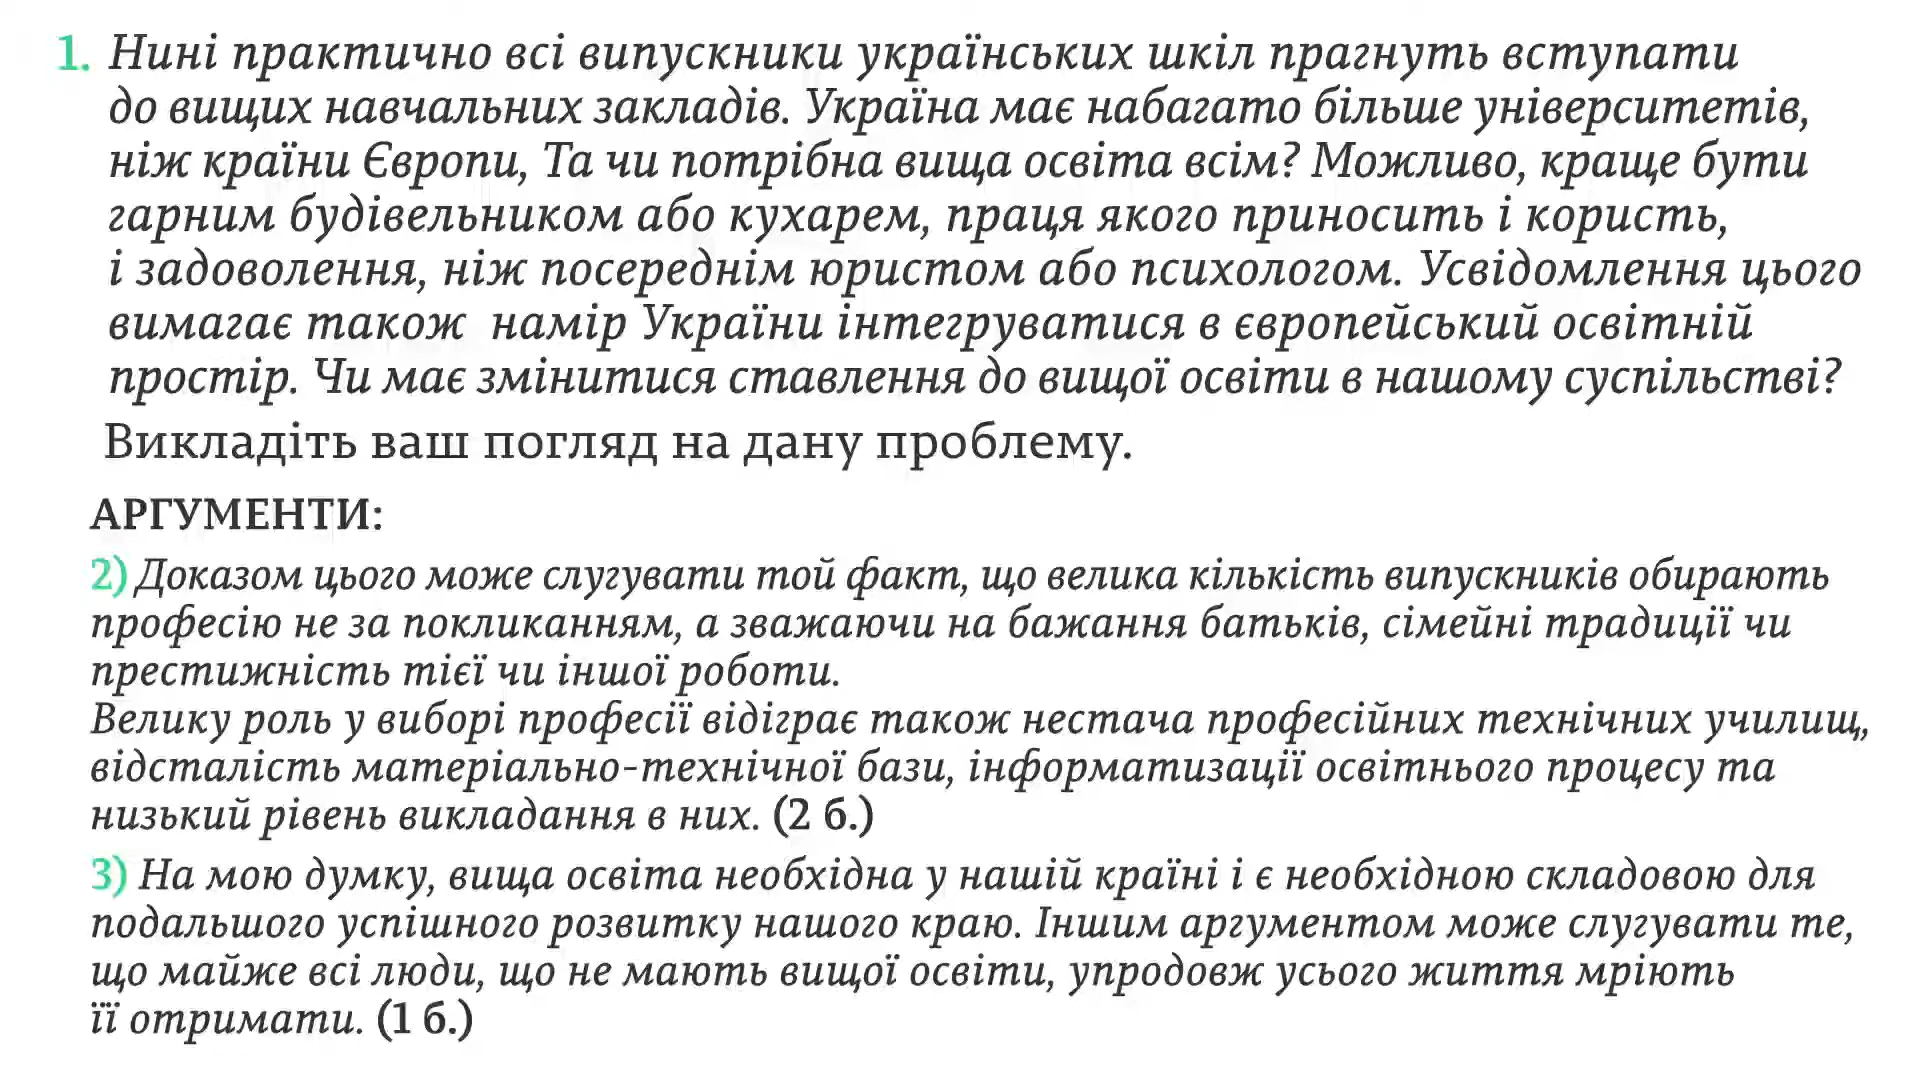 1. Нині практично всі випускники українських шкіл прагнуть вступати
до вищих навчальних закладів. Україна має набагато більше університетів,
ніж країни Європи, Та чи потрібна вища освіта всім? Можливо, краще бути
гарним будівельником або кухарем, праця якого приносить і користь,
і задоволення, ніж посереднім юристом або психологом. Усвідомлення цього
вимагає також намір України інтегруватися в європейський освітній
простір. Чи має змінитися ставлення до вищої освіти в нашому суспільстві?
Викладіть ваш погляд на дану проблему.
АРГУМЕНТИ:
2) Доказом цього може слугувати той факт, що велика кількість випускників обирають
професію не за покликанням, а зважаючи на бажання батьків, сімейні традиції чи
престижність тієї чи іншої роботи.
Велику роль у виборі професії відіграє також нестача професійних технічних училищ,
відсталість матеріально-технічної бази, інформатизації освітнього процесу та
низький рівень викладання в них. (2 б.)
3) На мою думку, вища освіта необхідна у нашій країні і є необхідною складовою для
подальшого успішного розвитку нашого краю. Іншим аргументом може слугувати те,
що майже всі люди, що не мають вищої освіти, упродовж усього життя мріють
її отримати. (1 б.)